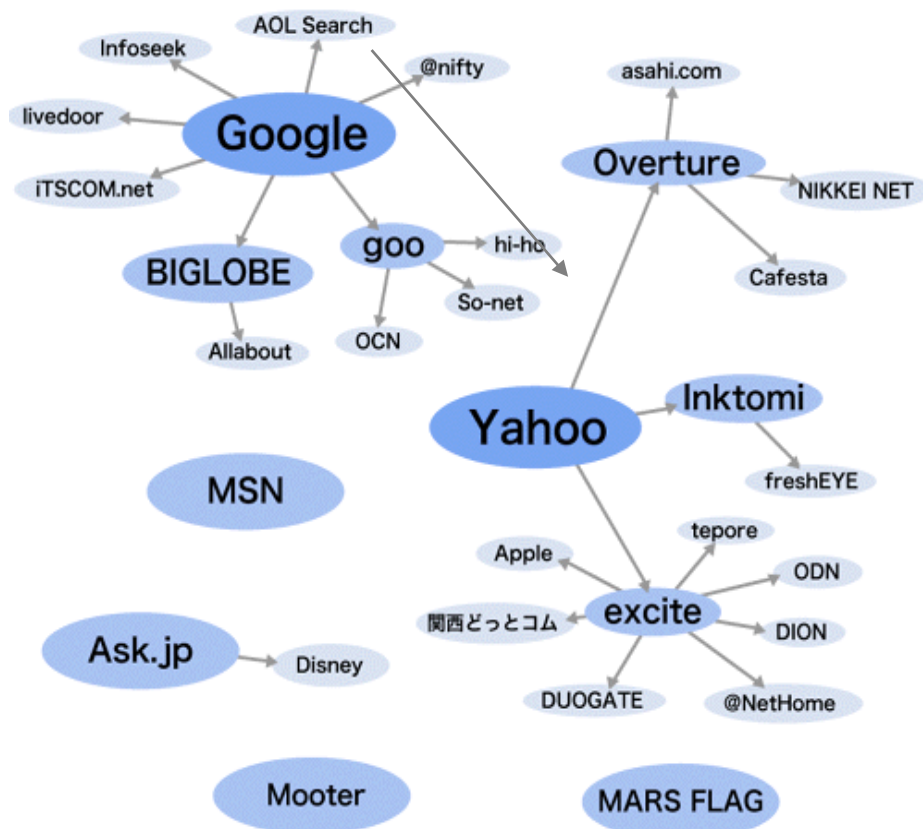 AOL Search
Infoseek
@nifty
asahi.com
livedoor
Google
Overture
iTSCOM.net
NIKKEI NET
goo
hi-ho
BIGLOBE
Cafesta
So-net
OCN
Allabout
Inktomi
Yahoo
freshEYE
MSN
tepore
Apple
ODN
excite
関西どっとコム
DION
Ask.jp
Disney
DUOGATE
@NetHome
Mooter
MARS FLAG